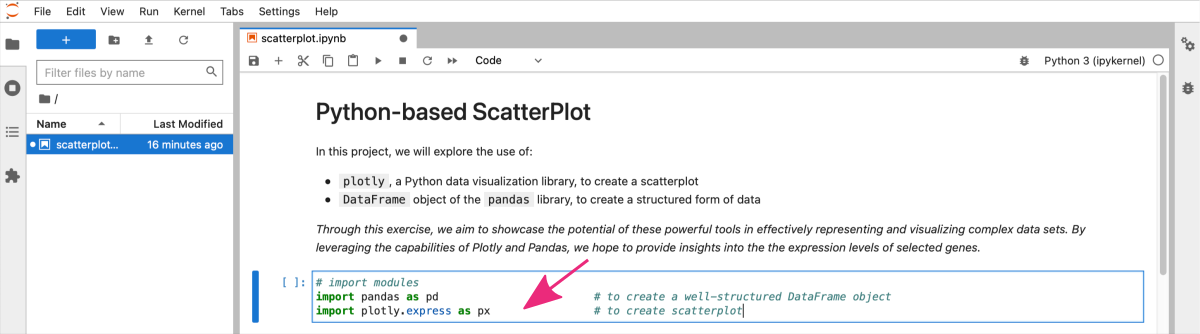 File Edit View Run Kernel Tabs Settings Help
+
Filter files by name
/
Name Last Modified
scatterplot... 16 minutes ago
scatterplot.ipynb
Code
Python 3 (ipykernel)
Python-based ScatterPlot
In this project, we will explore the use of:
• plotly , a Python data visualization library, to create a scatterplot
• DataFrame object of the pandas library, to create a structured form of data
Through this exercise, we aim to showcase the potential of these powerful tools in effectively representing and visualizing complex data sets. By
leveraging the capabilities of Plotly and Pandas, we hope to provide insights into the the expression levels of selected genes.
[ ]: # import modules
import pandas as pd # to create a well-structured DataFrame object
import plotly.express as px # to create scatterplot